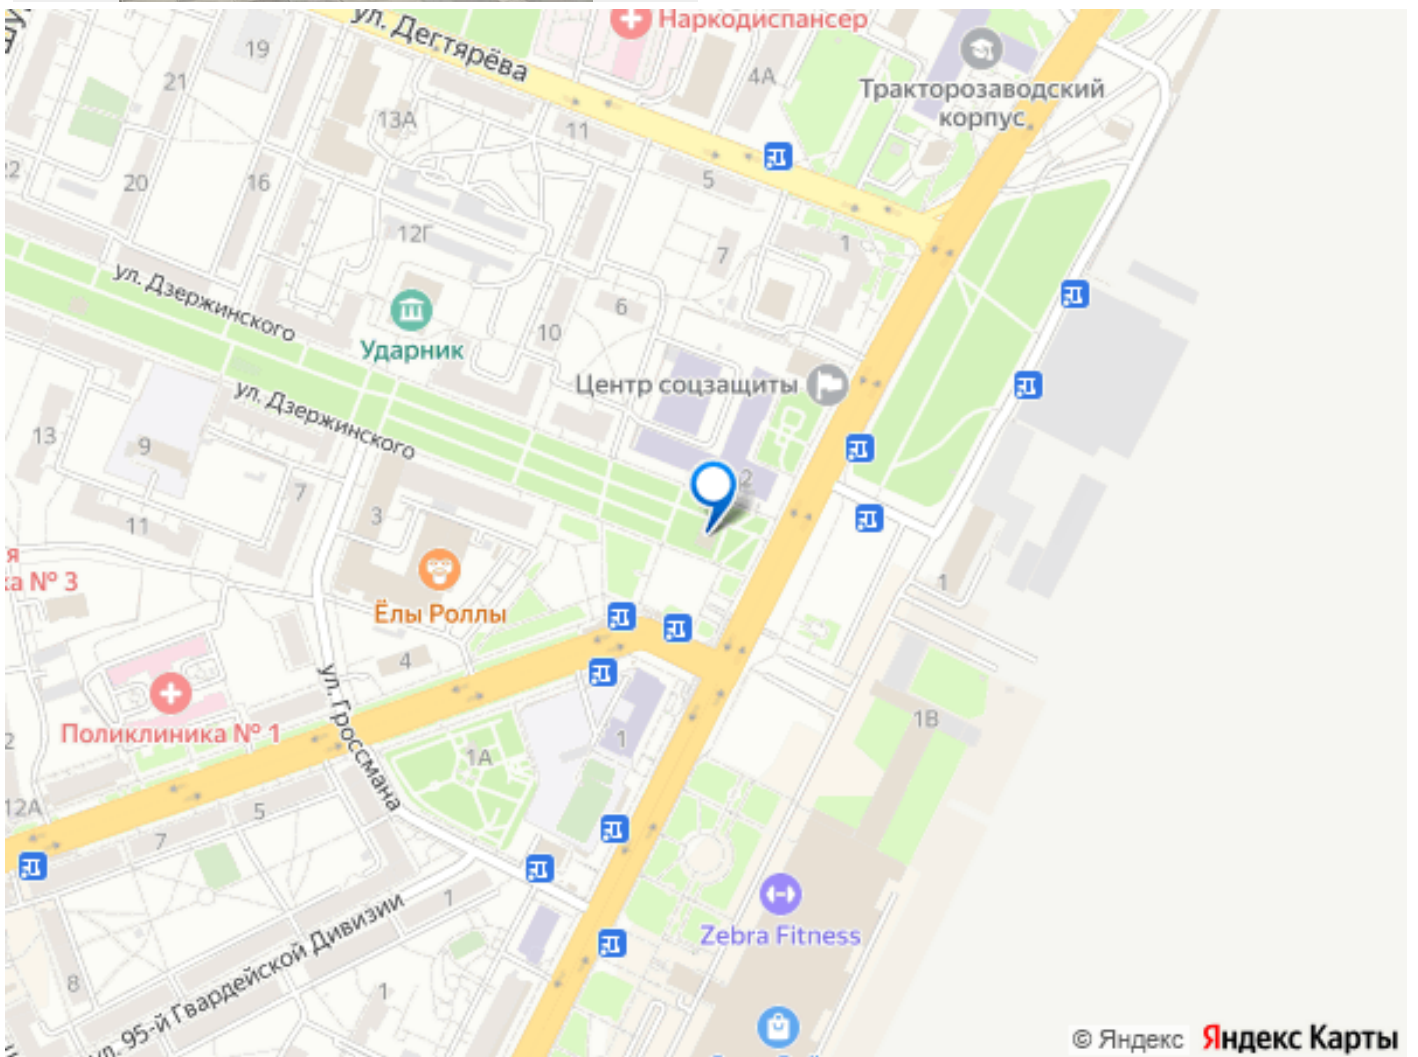 ул. Дегтярёва
Наркодиспансер
19
21
4А
Тракторозаводский
корпус
13А
11
22
20
16
5
12Г
7
1
ул. Дзержинского
6
10
Ударник
Центр соцзащиты
ул. Дзержинского
13
9
2
7
3
11
я
ка № 3
1
Ёлы Роллы
4
ул. Гроссмана
Поликлиника № 1
1В
1
2
1А
12А
5
7
1
ул. 95-й Гвардейской Дивизии
Zebra Fitness
8
1
© Яндекс Яндекс Карты